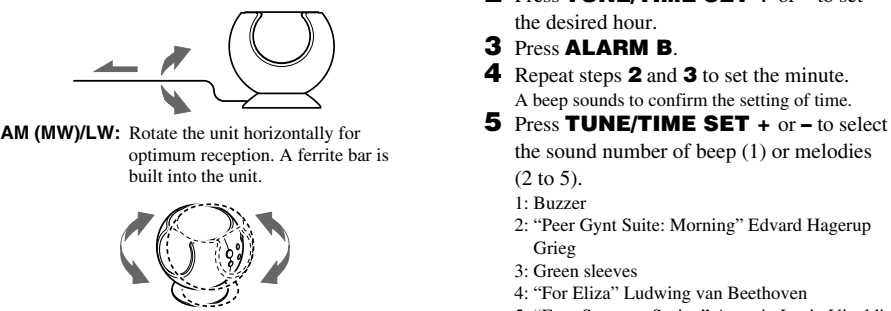 AM (MW)/LW: Rotate the unit horizontally for
optimum reception. A ferrite bar is
built into the unit.
2 Press TUNE/TIME SET + or – to set
the desired hour.
3 Press ALARM B.
4 Repeat steps 2 and 3 to set the minute.
A beep sounds to confirm the setting of time.
5 Press TUNE/TIME SET + or – to select
the sound number of beep (1) or melodies
(2 to 5).
1: Buzzer
2: “Peer Gynt Suite: Morning” Edvard Hagerup
Grieg
3: Green sleeves
4: “For Eliza” Ludwing van Beethoven